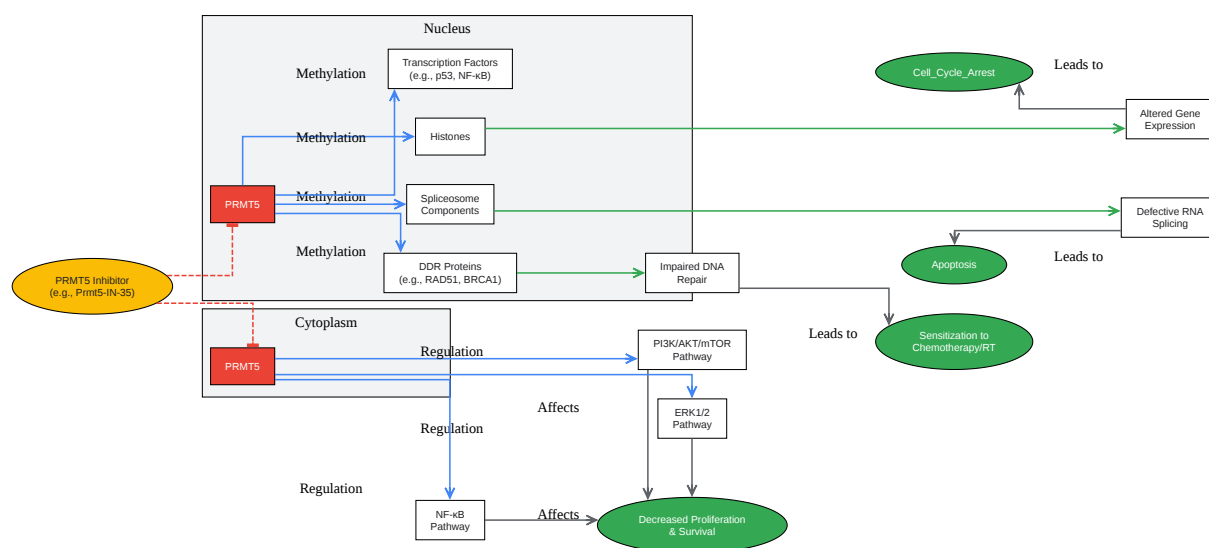 Nucleus
Methylation
Transcription Factors
(e.g., p53, NF-κB)
Cell_Cycle_Arrest
Leads to
Methylation
Histones
Altered Gene
Expression
PRMT5
Methylation
Spliceosome
Components
Defective RNA
Splicing
Methylation
DDR Proteins
(e.g., RAD51, BRCA1)
Impaired DNA
Repair
Apoptosis
Leads to
PRMT5 Inhibitor
(e.g., Prmt5-IN-35)
Cytoplasm
PRMT5
Regulation
PI3K/AKT/mTOR
Pathway
Leads to
Sensitization to
Chemotherapy/RT
Affects
ERK1/2
Pathway
Regulation
Regulation
NF-κB
Pathway
Affects
Decreased Proliferation
& Survival